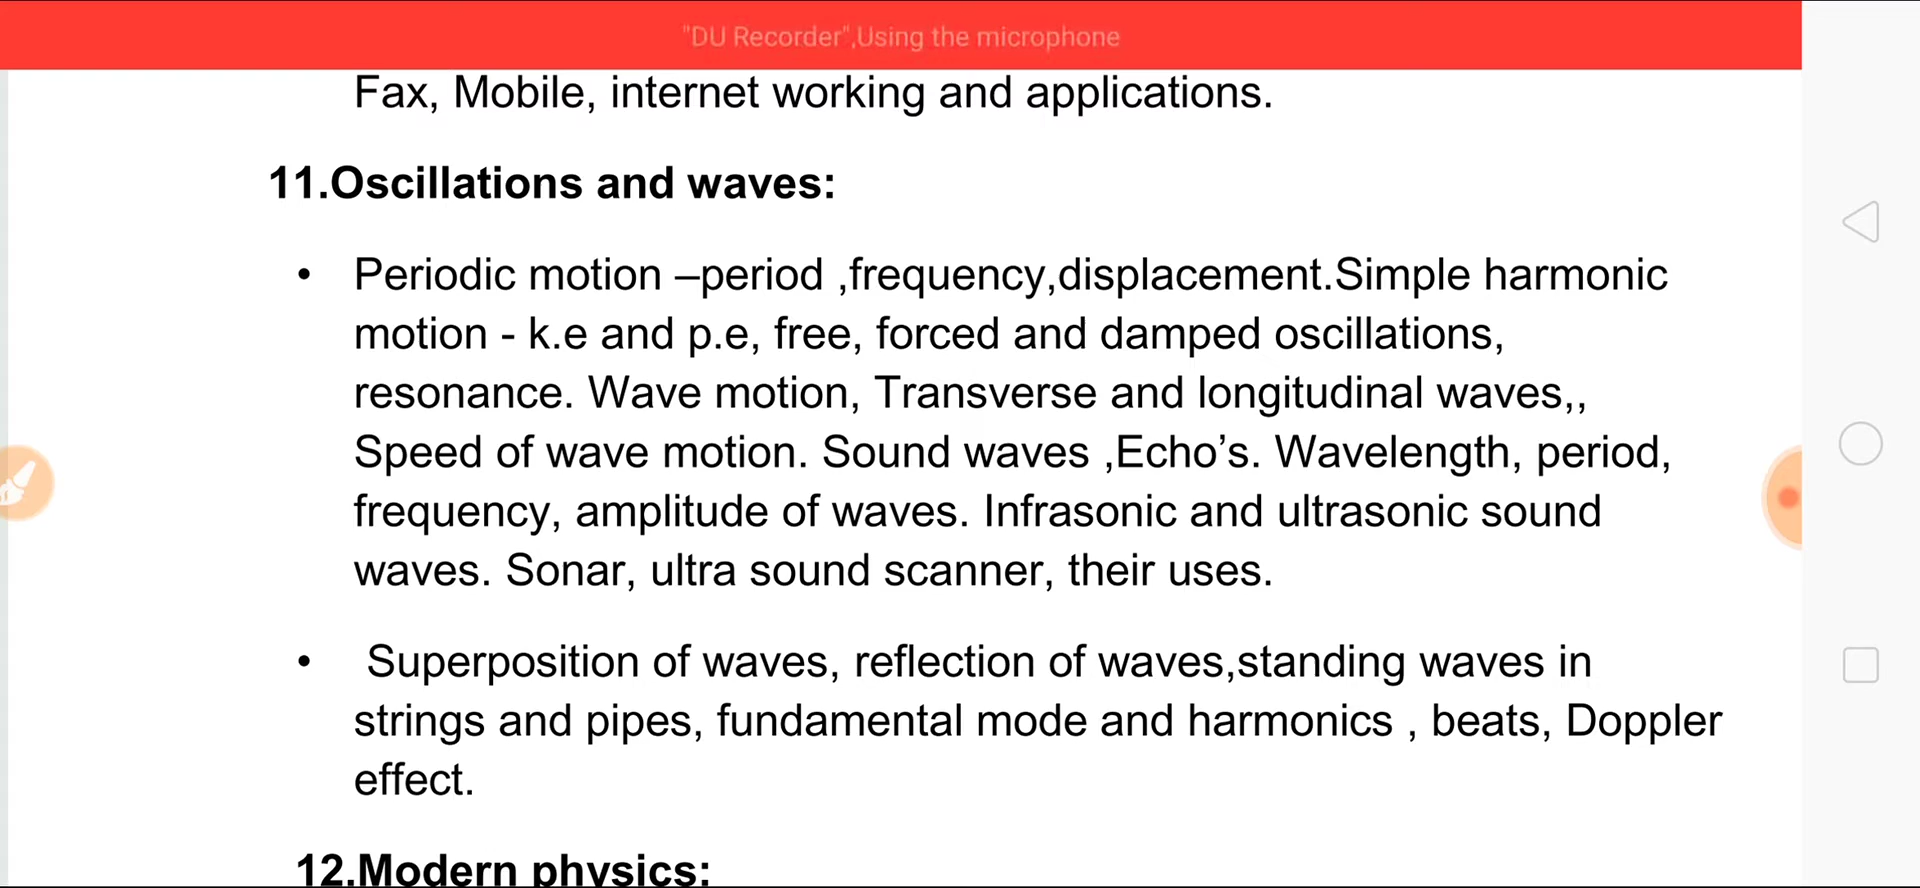 "DU Recorder",Using the microphone
Fax, Mobile, internet working and applications.
11.Oscillations and waves:
• Periodic motion –period ,frequency,displacement.Simple harmonic
motion - k.e and p.e, free, forced and damped oscillations,
resonance. Wave motion, Transverse and longitudinal waves,,
Speed of wave motion. Sound waves ,Echo’s. Wavelength, period,
frequency, amplitude of waves. Infrasonic and ultrasonic sound
waves. Sonar, ultra sound scanner, their uses.
• Superposition of waves, reflection of waves,standing waves in
strings and pipes, fundamental mode and harmonics , beats, Doppler
effect.
12.Modern physics: